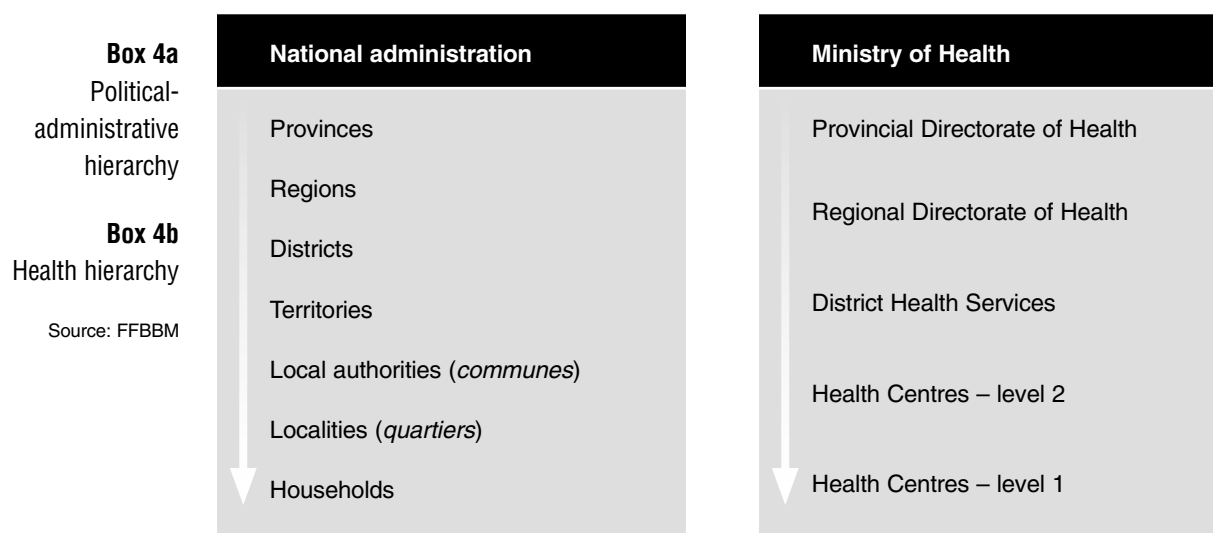 Box 4a
Political-
administrative
hierarchy
Box 4b
Health hierarchy
Source: FFBBM
National administration
Provinces
Regions
Districts
Territories
Local authorities (communes)
Localities (quartiers)
Households
Ministry of Health
Provincial Directorate of Health
Regional Directorate of Health
District Health Services
Health Centres – level 2
Health Centres – level 1